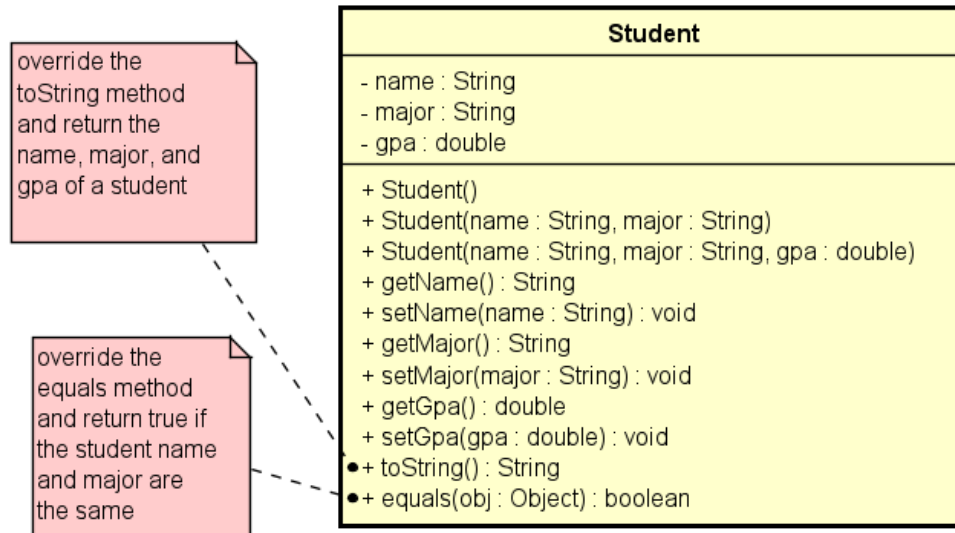 override the
toString method
and return the
name, major, and
gpa of a student
override the
equals method
and return true if
the student name
and major are
the same
Student
- name : String
- major : String
- gpa : double
+ Student()
+ Student(name : String, major : String)
+ Student(name : String, major : String, gpa : double)
+ getName() : String
+ setName(name : String) : void
+ getMajor() : String
+ setMajor(major : String) : void
+ getGpa() : double
+ setGpa(gpa : double) : void
+ toString() : String
+ equals(obj : Object) : boolean